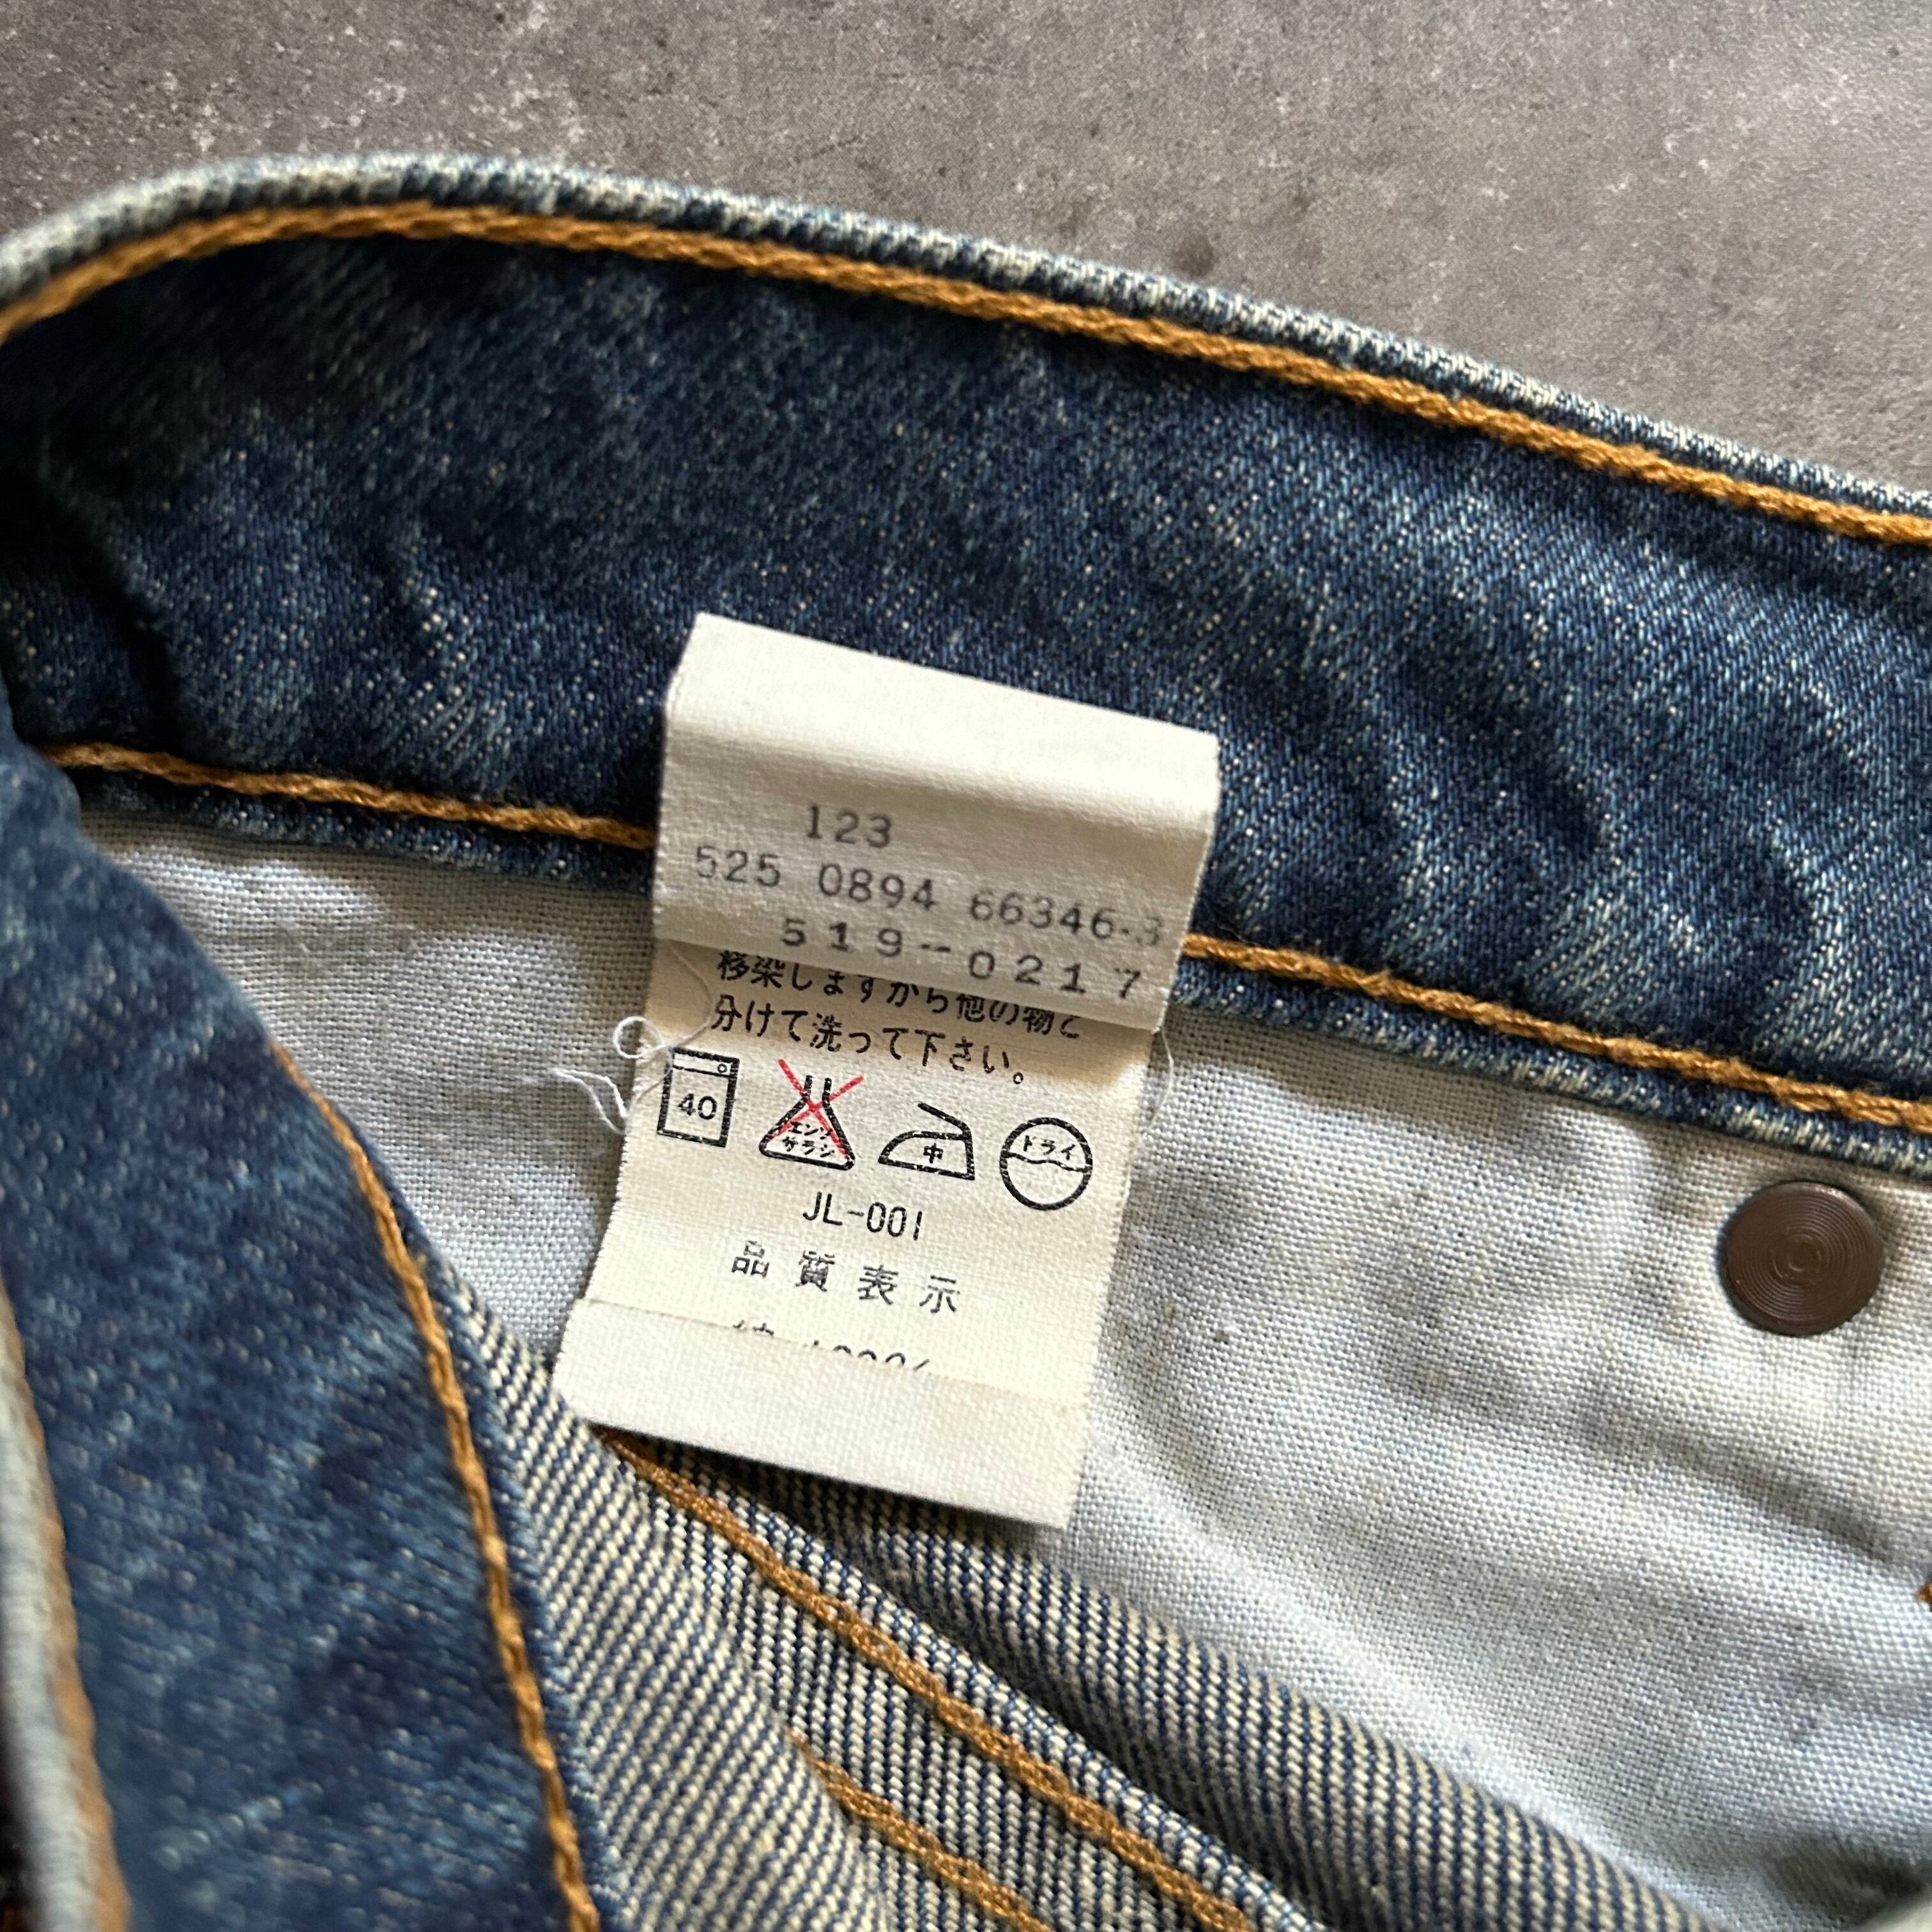 123
525 0894 66346-3
519-0217
移染しますから他の物と
分けて洗って下さい。
40
エンソ
サラシ
中
ドライ
JL-001
品質表示